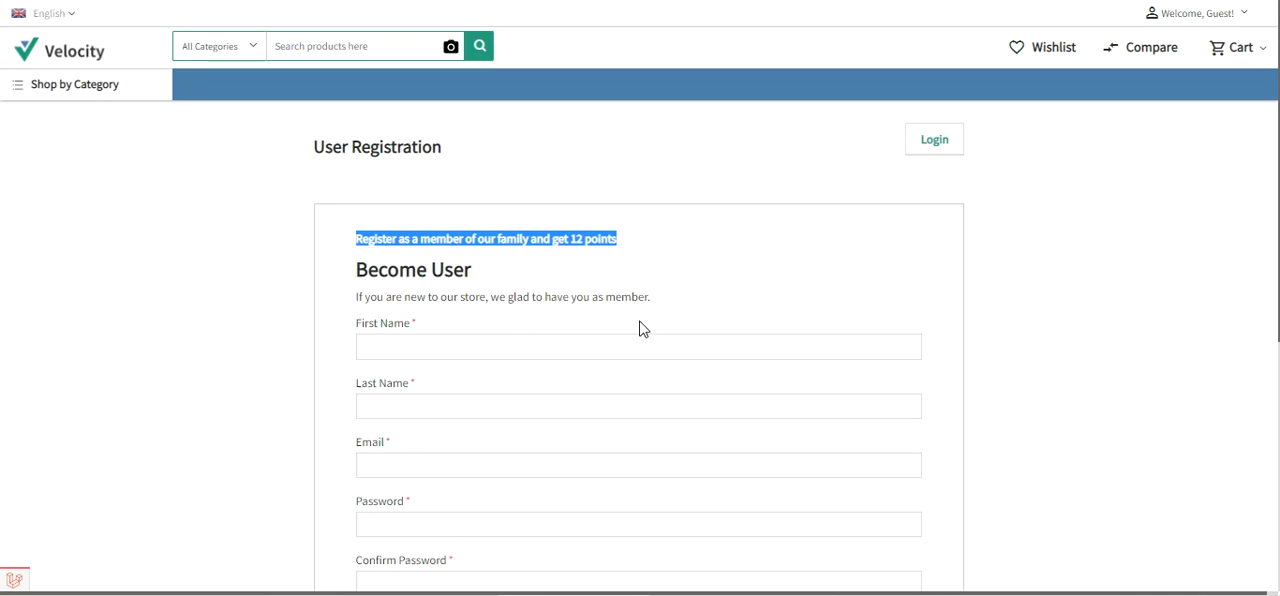 English
Welcome, Guest!
Velocity
All Categories
Search products here
Wishlist
Compare
Cart
Shop by Category
User Registration
Login
Register as a member of our family and get 12 points
Become User
If you are new to our store, we glad to have you as member.
First Name *
Last Name *
Email *
Password *
Confirm Password *